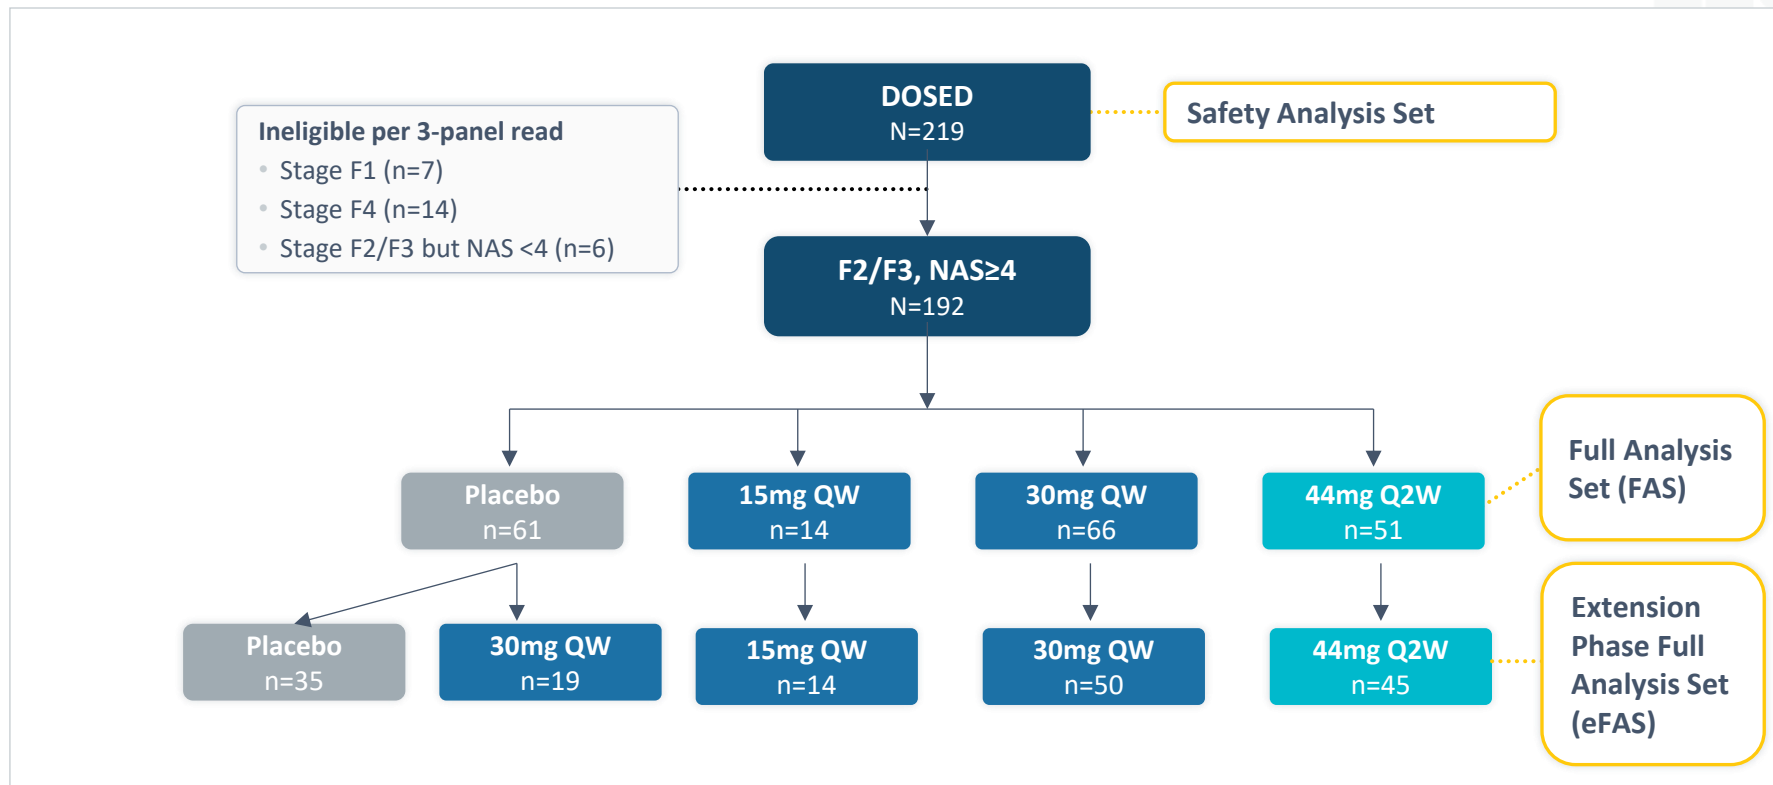 DOSED
N=219
Safety Analysis Set
Ineligible per 3-panel read
• Stage F1 (n=7)
• Stage F4 (n=14)
• Stage F2/F3 but NAS <4 (n=6)
F2/F3, NAS≥4
N=192
Placebo
n=61
15mg QW
n=14
30mg QW
n=66
44mg Q2W
n=51
Full Analysis
Set (FAS)
Placebo
n=35
30mg QW
n=19
15mg QW
n=14
30mg QW
n=50
44mg Q2W
n=45
Extension
Phase Full
Analysis Set
(eFAS)